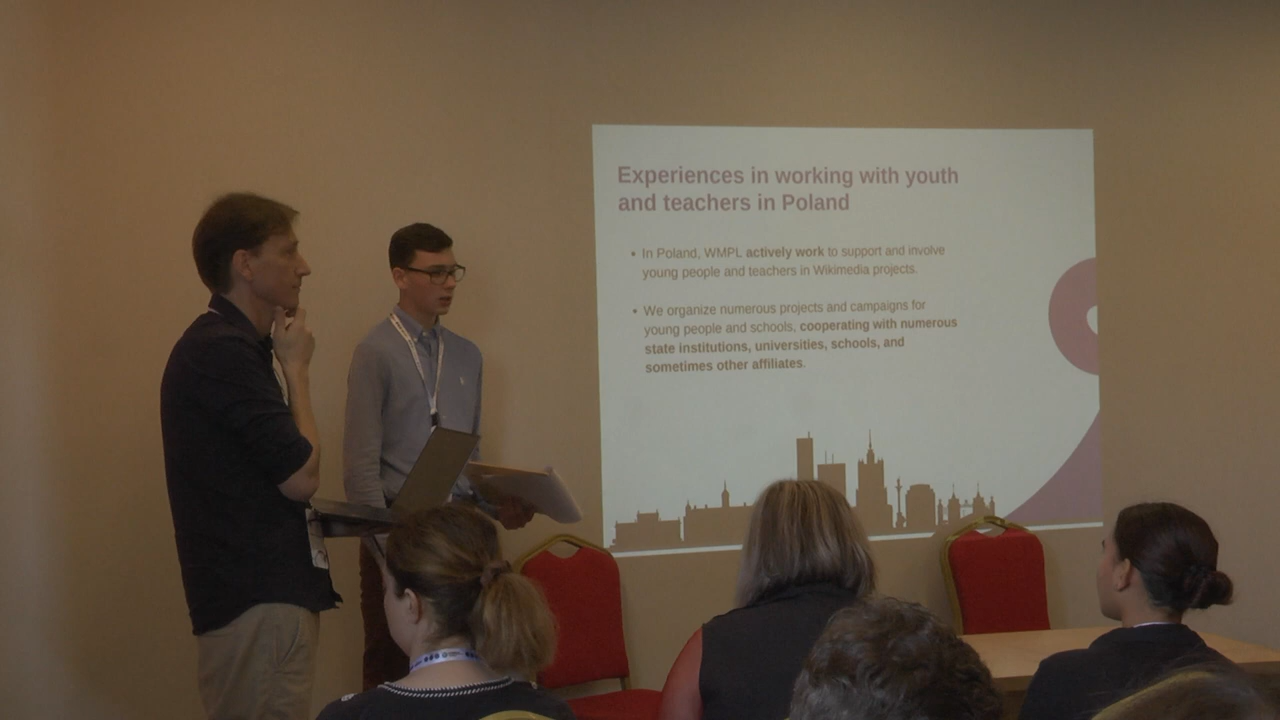 Experiences in working with youth
and teachers in Poland
• In Poland, WMPL actively work to support and involve
young people and teachers in Wikimedia projects.
• We organize numerous projects and campaigns for
young people and schools, cooperating with numerous
state institutions, universities, schools, and
sometimes other affiliates.